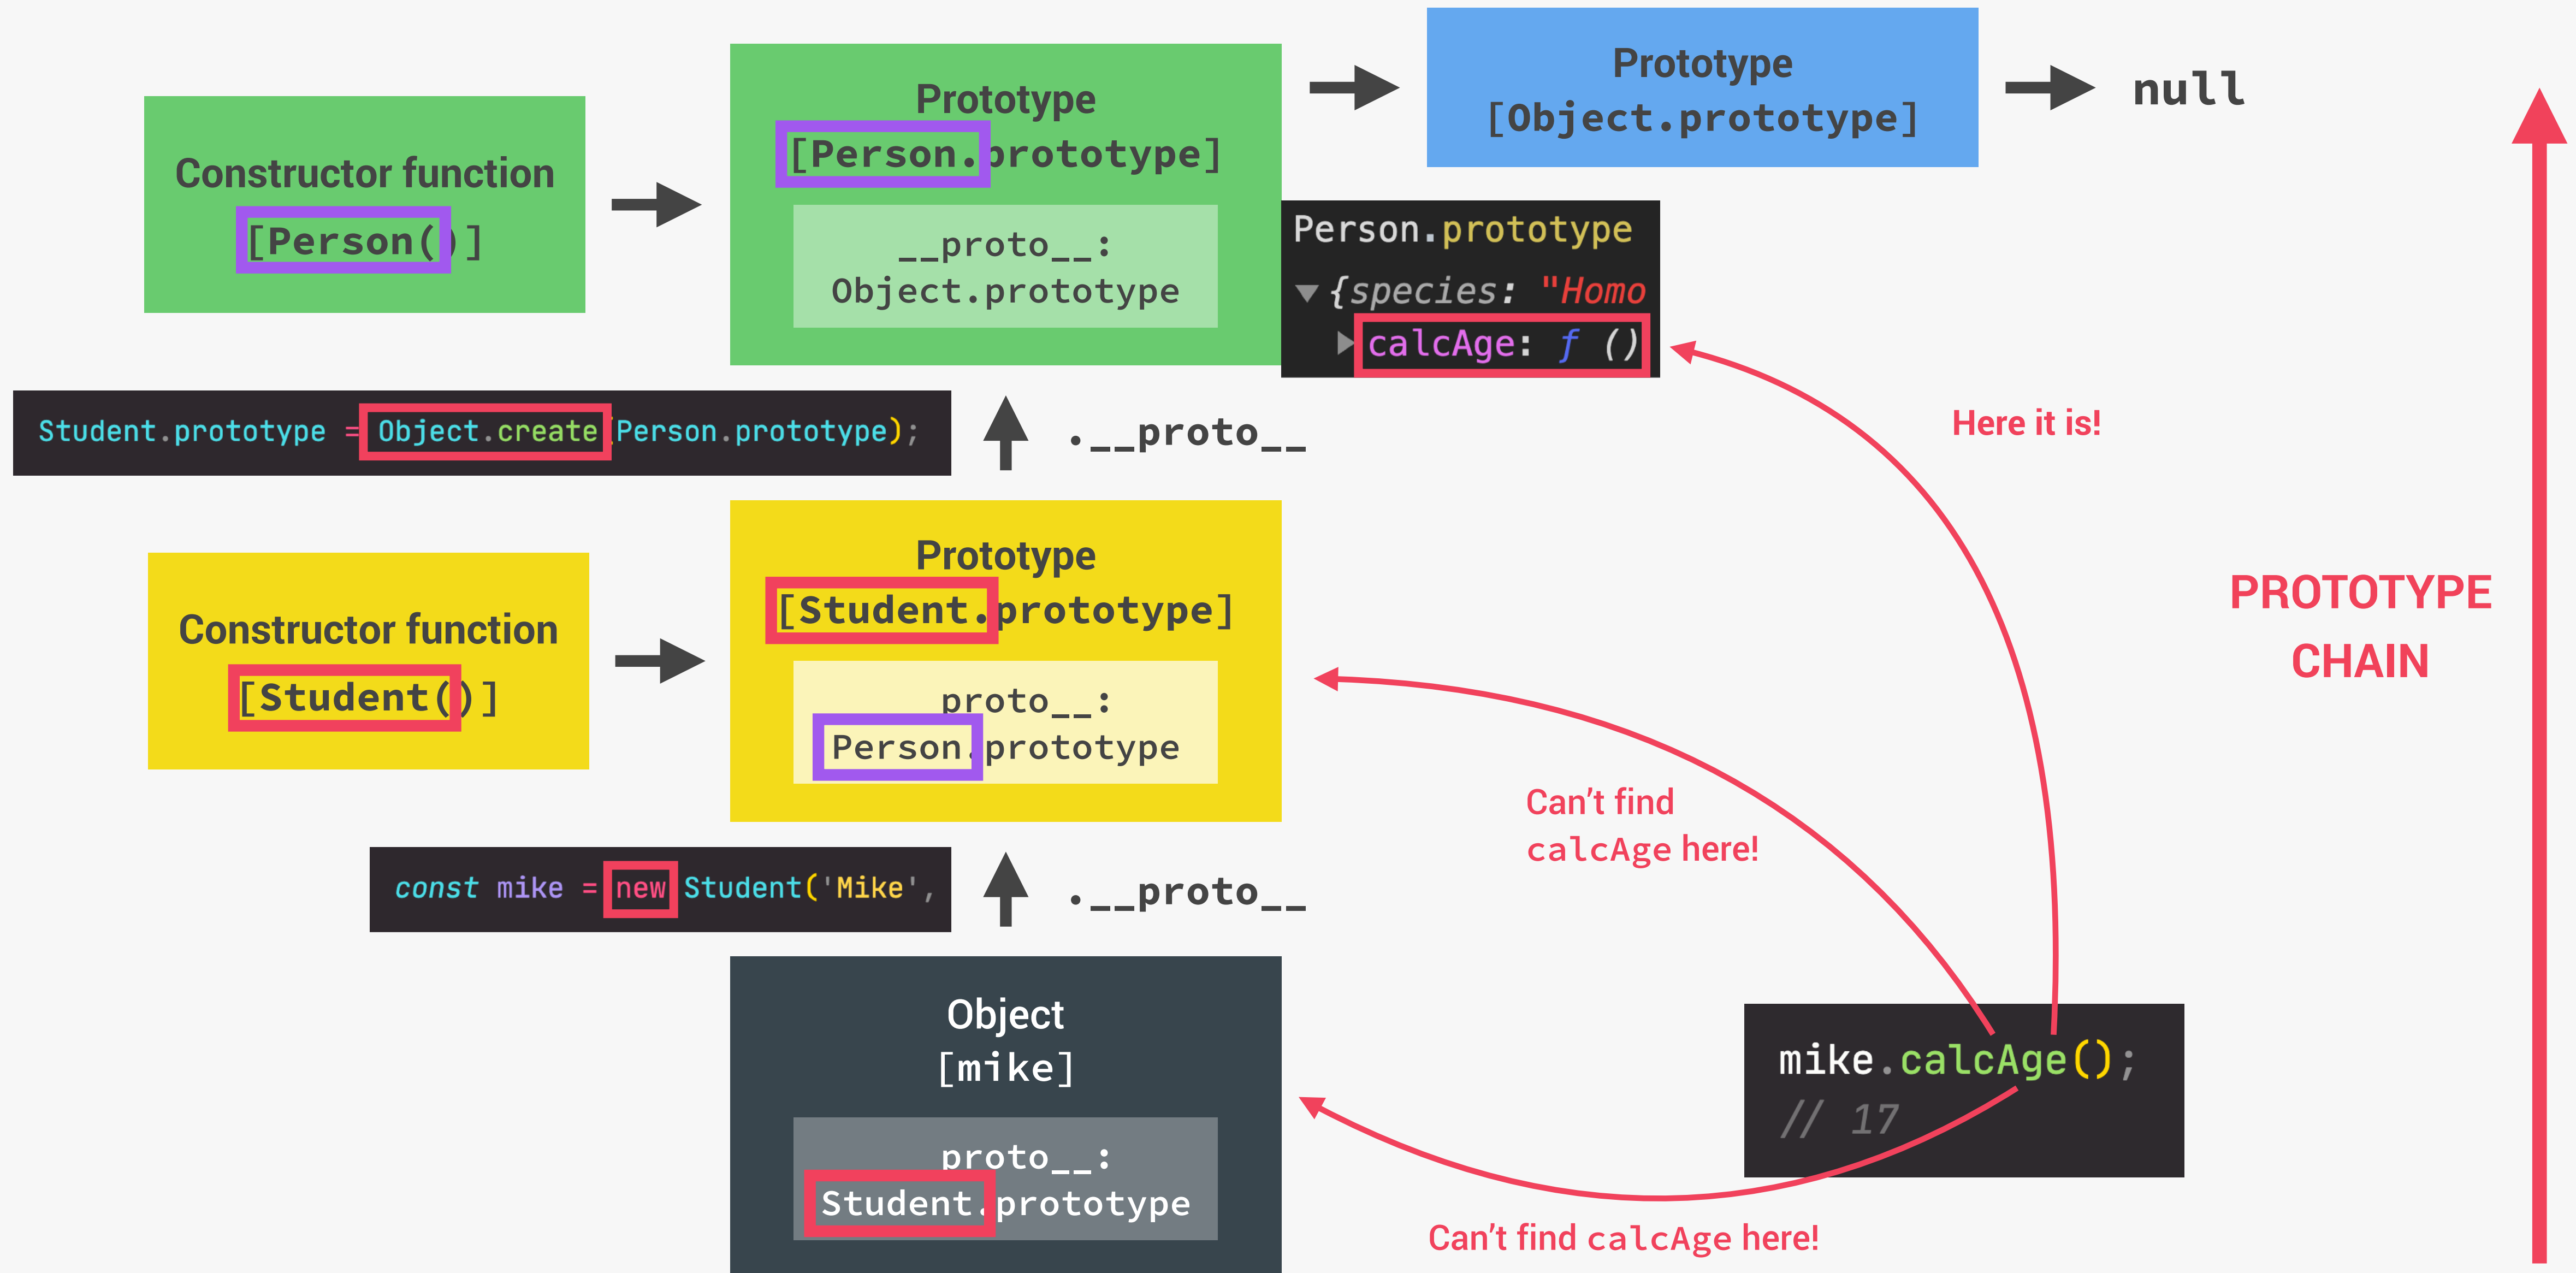 Constructor function
[Person()]
Prototype
[Person.prototype]
__proto__:
Object.prototype
Prototype
[Object.prototype]
null
Person.prototype
{species: "Homo
calcAge: ƒ ()
Here it is!
Student.prototype = Object.create(Person.prototype);
.__proto__
Constructor function
[Student()]
Prototype
[Student.prototype]
proto__:
Person.prototype
PROTOTYPE
CHAIN
Can’t find
calcAge here!
const mike = new Student('Mike',
.__proto__
Object
[mike]
proto__:
Student.prototype
mike.calcAge();
// 17
Can’t find calcAge here!